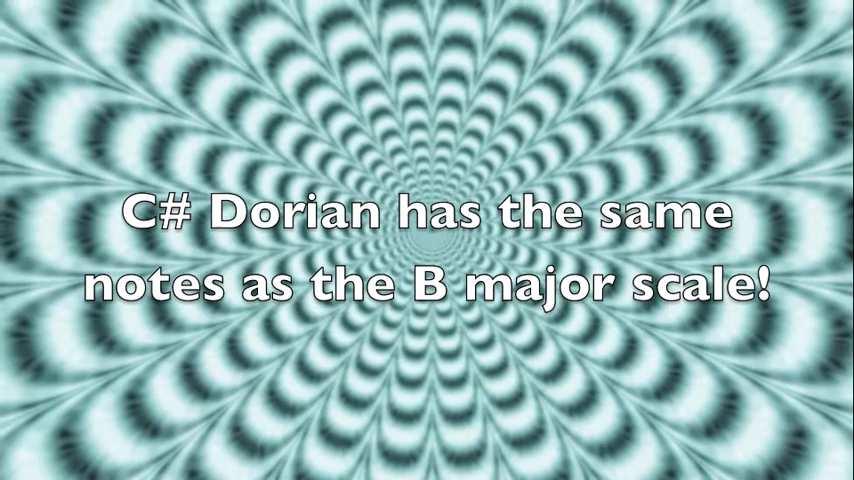 C# Dorian has the same
notes as the B major scale!